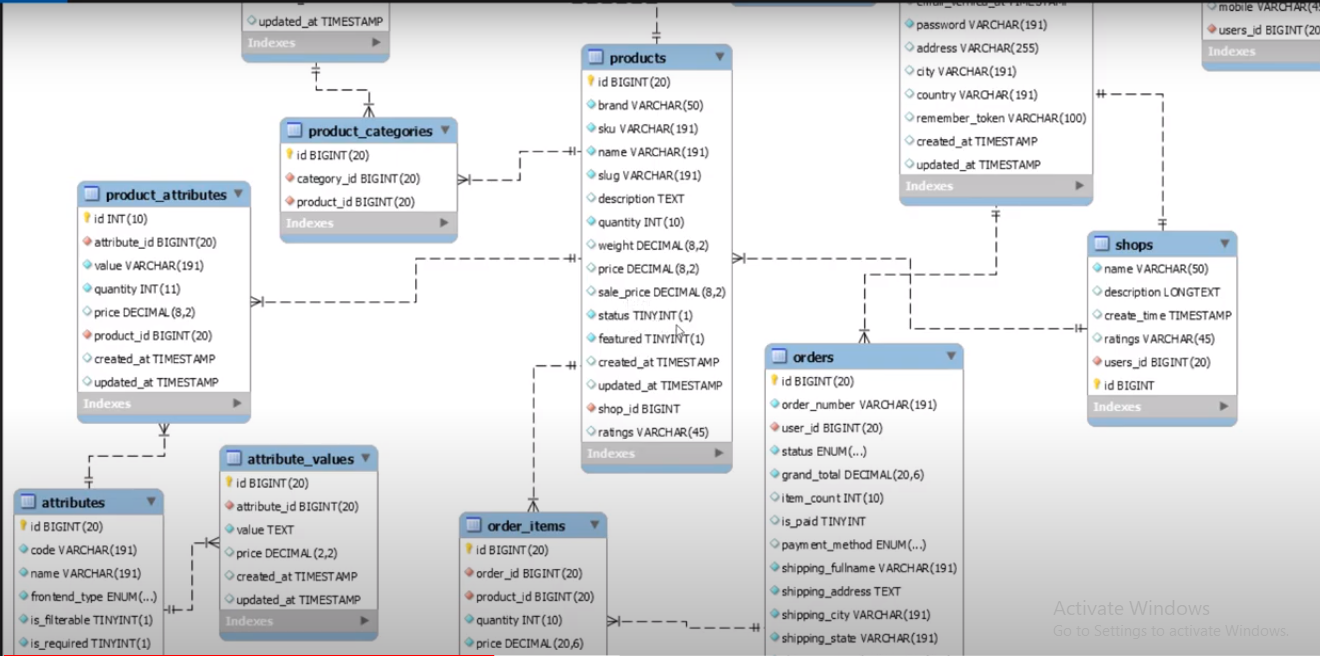 updated_at TIMESTAMP
Indexes
product_categories
id BIGINT(20)
category_id BIGINT(20)
product_id BIGINT(20)
Indexes
product_attributes
id INT(10)
attribute_id BIGINT(20)
value VARCHAR(191)
quantity INT(11)
price DECIMAL(8,2)
product_id BIGINT(20)
created_at TIMESTAMP
updated_at TIMESTAMP
Indexes
attributes
id BIGINT(20)
code VARCHAR(191)
name VARCHAR(191)
frontend_type ENUM(...)
is_filterable TINYINT(1)
is_required TINYINT(1)
attribute_values
id BIGINT(20)
attribute_id BIGINT(20)
value TEXT
price DECIMAL(2,2)
created_at TIMESTAMP
updated_at TIMESTAMP
Indexes
products
id BIGINT(20)
brand VARCHAR(50)
sku VARCHAR(191)
name VARCHAR(191)
slug VARCHAR(191)
description TEXT
quantity INT(10)
weight DECIMAL(8,2)
price DECIMAL(8,2)
sale_price DECIMAL(8,2)
status TINYINT(1)
featured TINYINT(1)
created_at TIMESTAMP
updated_at TIMESTAMP
shop_id BIGINT
ratings VARCHAR(45)
Indexes
order_items
id BIGINT(20)
order_id BIGINT(20)
product_id BIGINT(20)
quantity INT(10)
price DECIMAL(20,6)
password VARCHAR(191)
address VARCHAR(255)
city VARCHAR(191)
country VARCHAR(191)
remember_token VARCHAR(100)
created_at TIMESTAMP
updated_at TIMESTAMP
Indexes
orders
id BIGINT(20)
order_number VARCHAR(191)
user_id BIGINT(20)
status ENUM(...)
grand_total DECIMAL(20,6)
item_count INT(10)
is_paid TINYINT
payment_method ENUM(...)
shipping_fullname VARCHAR(191)
shipping_address TEXT
shipping_city VARCHAR(191)
shipping_state VARCHAR(191)
mobile VARCHAR(4
users_id BIGINT(20
Indexes
shops
name VARCHAR(50)
description LONGTEXT
create_time TIMESTAMP
ratings VARCHAR(45)
users_id BIGINT(20)
id BIGINT
Indexes
Activate Windows
Go to Settings to activate Windows.